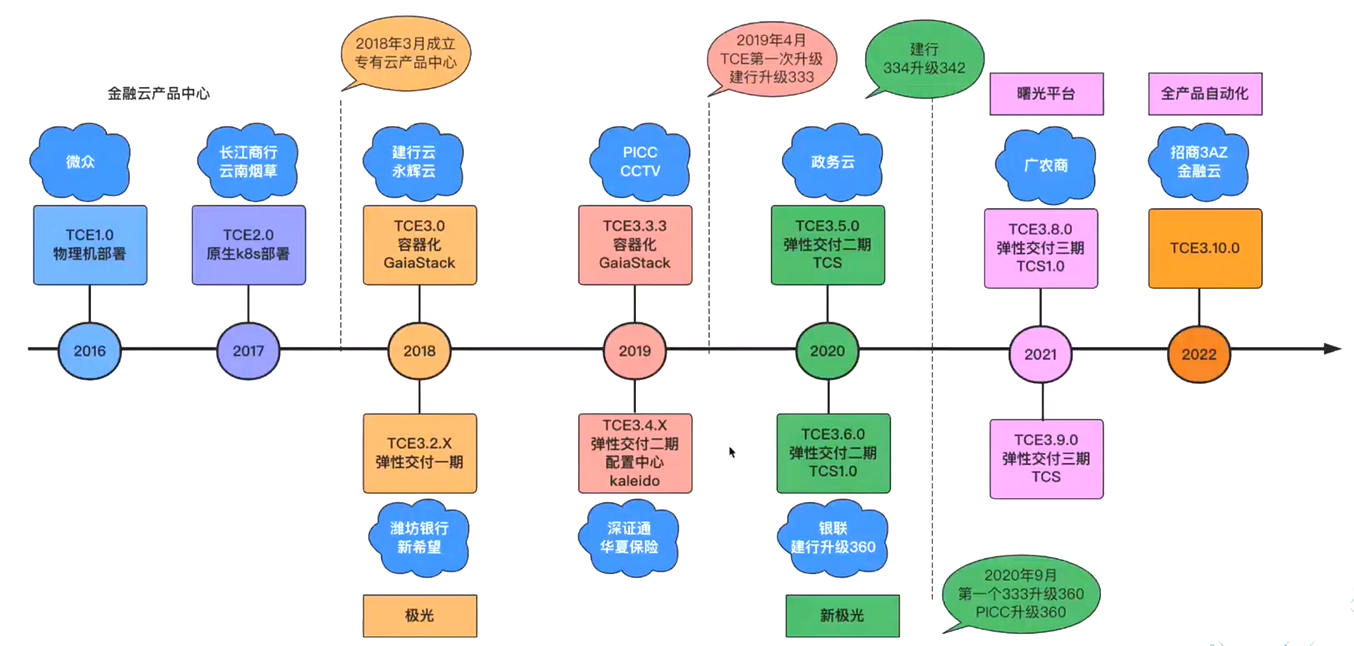 2018年3月成立
专有云产品中心
2019年4月
TCE第一次升级
建行升级333
建行
334升级342
金融云产品中心
曙光平台
全产品自动化
微众
长江商行
云南烟草
建行云
永辉云
PICC
CCTV
政务云
广农商
招商3AZ
金融云
TCE1.0
物理机部署
TCE2.0
原生k8s部署
TCE3.0
容器化
GaiaStack
TCE3.3.3
容器化
GaiaStack
TCE3.5.0
弹性交付二期
TCS
TCE3.8.0
弹性交付三期
TCS1.0
TCE3.10.0
2016
2017
2018
2019
2020
2021
2022
TCE3.2.X
弹性交付一期
TCE3.4.X
弹性交付二期
配置中心
kaleido
TCE3.6.0
弹性交付二期
TCS1.0
TCE3.9.0
弹性交付三期
TCS
潍坊银行
新希望
深证通
华夏保险
银联
建行升级360
2020年9月
第一个333升级360
PICC升级360
极光
新极光